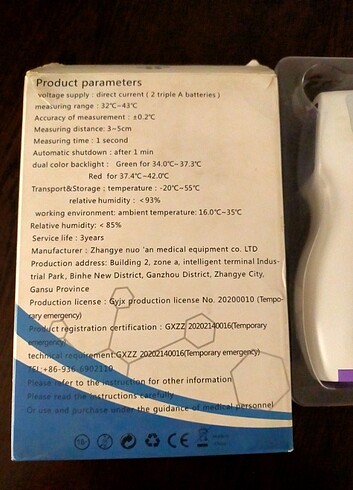 Product parameters
voltage supply : direct current ( 2 triple A batteries )
measuring range : 32℃~43℃
Accuracy of measurement : ±0.2℃
Measuring distance: 3~5cm
Measuring time : 1 second
Automatic shutdown : after 1 min
dual color backlight : Green for 34.0℃~37.3℃
Red for 37.4℃~42.0℃
Transport&Storage ; temperature : -20℃~55℃
relative humidity : <93%
working environment: ambient temperature: 16.0℃~35℃
Relative humidity: < 85%
Service life : 3years
Manufacturer : Zhangye nuo 'an medical equipment co. LTD
Production address: Building 2, zone a, intelligent terminal Indus-
trial Park, Binhe New District, Ganzhou District, Zhangye City,
Gansu Province
Production license : Gyjx production license No. 20200010 (Tempo-
rary emergency)
Product registration certification : GXZZ 20202140016(Temporary
emergency)
technical requirement:GXZZ 20202140016(Temporary emergency)
TEL:+86-936-6902110
Please refer to the instruction for other information
Please read the instructions carefully
Or use and purchase under the guidance of medical personnel
CE